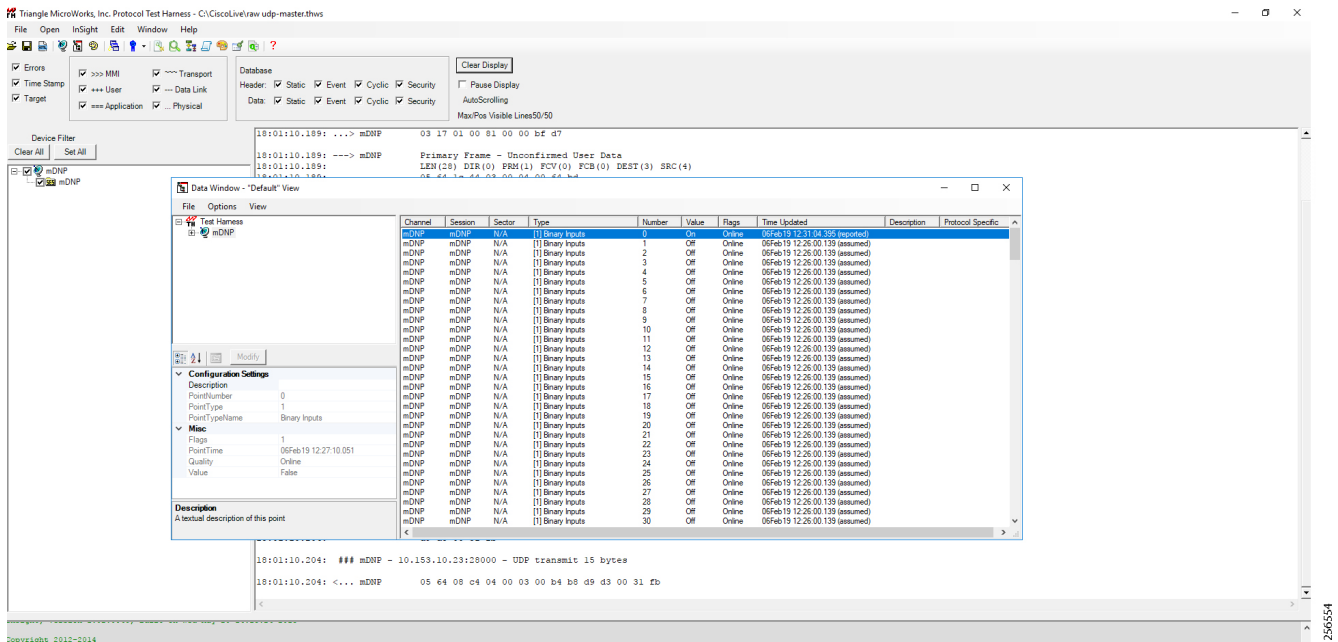 Triangle MicroWorks, Inc. Protocol Test Harness - C:\CiscoLive\raw udp-master.thws
File Open InSight Edit Window Help
Errors
Time Stamp
Target
>>> MMI ~~~ Transport
+++ User --- Data Link
=== Application ... Physical
Database
Header: Static Event Cyclic Security
Data: Static Event Cyclic Security
Clear Display
Pause Display
AutoScrolling
Max/Pos Visible Lines50/50
Device Filter
Clear All Set All
mDNP
mDNP
18:01:10.189: ...> mDNP 03 17 01 00 81 00 00 bf d7
18:01:10.189: ---> mDNP Primary Frame - Unconfirmed User Data
18:01:10.189: LEN(28) DIR(0) PRM(1) FCV(0) FCB(0) DEST(3) SRC(4)
Data Window - "Default" View
File Options View
Test Harness
mDNP
Modify
Configuration Settings
Description
PointNumber 0
PointType 1
PointTypeName Binary Inputs
Misc
Flags 1
PointTime 06Feb19 12:27:10.051
Quality Online
Value False
Description
A textual description of this point
Channel Session Sector Type Number Value Flags Time Updated Description Protocol Specific
mDNP mDNP N/A [1] Binary Inputs 0 On Online 06Feb19 12:31:04.395 (reported)
mDNP mDNP N/A [1] Binary Inputs 1 Off Online 06Feb19 12:26:00.139 (assumed)
mDNP mDNP N/A [1] Binary Inputs 2 Off Online 06Feb19 12:26:00.139 (assumed)
mDNP mDNP N/A [1] Binary Inputs 3 Off Online 06Feb19 12:26:00.139 (assumed)
mDNP mDNP N/A [1] Binary Inputs 4 Off Online 06Feb19 12:26:00.139 (assumed)
mDNP mDNP N/A [1] Binary Inputs 5 Off Online 06Feb19 12:26:00.139 (assumed)
mDNP mDNP N/A [1] Binary Inputs 6 Off Online 06Feb19 12:26:00.139 (assumed)
mDNP mDNP N/A [1] Binary Inputs 7 Off Online 06Feb19 12:26:00.139 (assumed)
mDNP mDNP N/A [1] Binary Inputs 8 Off Online 06Feb19 12:26:00.139 (assumed)
mDNP mDNP N/A [1] Binary Inputs 9 Off Online 06Feb19 12:26:00.139 (assumed)
mDNP mDNP N/A [1] Binary Inputs 10 Off Online 06Feb19 12:26:00.139 (assumed)
mDNP mDNP N/A [1] Binary Inputs 11 Off Online 06Feb19 12:26:00.139 (assumed)
mDNP mDNP N/A [1] Binary Inputs 12 Off Online 06Feb19 12:26:00.139 (assumed)
mDNP mDNP N/A [1] Binary Inputs 13 Off Online 06Feb19 12:26:00.139 (assumed)
mDNP mDNP N/A [1] Binary Inputs 14 Off Online 06Feb19 12:26:00.139 (assumed)
mDNP mDNP N/A [1] Binary Inputs 15 Off Online 06Feb19 12:26:00.139 (assumed)
mDNP mDNP N/A [1] Binary Inputs 16 Off Online 06Feb19 12:26:00.139 (assumed)
mDNP mDNP N/A [1] Binary Inputs 17 Off Online 06Feb19 12:26:00.139 (assumed)
mDNP mDNP N/A [1] Binary Inputs 18 Off Online 06Feb19 12:26:00.139 (assumed)
mDNP mDNP N/A [1] Binary Inputs 19 Off Online 06Feb19 12:26:00.139 (assumed)
mDNP mDNP N/A [1] Binary Inputs 20 Off Online 06Feb19 12:26:00.139 (assumed)
mDNP mDNP N/A [1] Binary Inputs 21 Off Online 06Feb19 12:26:00.139 (assumed)
mDNP mDNP N/A [1] Binary Inputs 22 Off Online 06Feb19 12:26:00.139 (assumed)
mDNP mDNP N/A [1] Binary Inputs 23 Off Online 06Feb19 12:26:00.139 (assumed)
mDNP mDNP N/A [1] Binary Inputs 24 Off Online 06Feb19 12:26:00.139 (assumed)
mDNP mDNP N/A [1] Binary Inputs 25 Off Online 06Feb19 12:26:00.139 (assumed)
mDNP mDNP N/A [1] Binary Inputs 26 Off Online 06Feb19 12:26:00.139 (assumed)
mDNP mDNP N/A [1] Binary Inputs 27 Off Online 06Feb19 12:26:00.139 (assumed)
mDNP mDNP N/A [1] Binary Inputs 28 Off Online 06Feb19 12:26:00.139 (assumed)
mDNP mDNP N/A [1] Binary Inputs 29 Off Online 06Feb19 12:26:00.139 (assumed)
mDNP mDNP N/A [1] Binary Inputs 30 Off Online 06Feb19 12:26:00.139 (assumed)
18:01:10.204: ### mDNP - 10.153.10.23:28000 - UDP transmit 15 bytes
18:01:10.204: <... mDNP 05 64 08 c4 04 00 03 00 b4 b8 d9 d3 00 31 fb
Copyright 2012-2014
256554